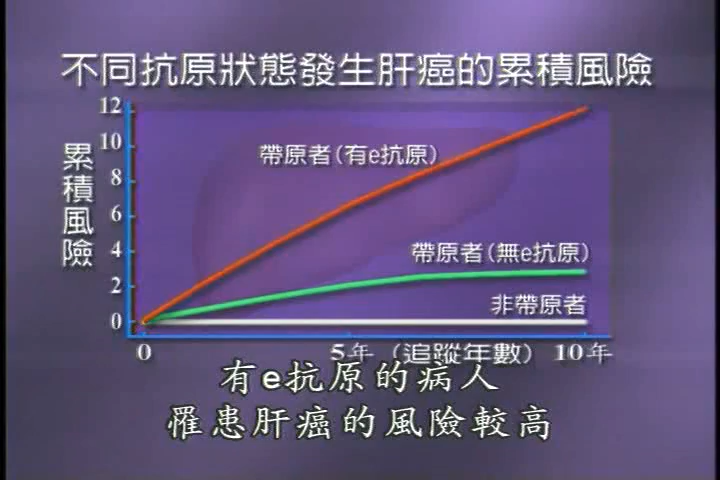 不同抗原狀態發生肝癌的累積風險
累積風險
12
10
8
6
4
2
0
帶原者(有e抗原)
帶原者(無e抗原)
非帶原者
0 5年 (追蹤年數) 10年
有e抗原的病人
罹患肝癌的風險較高